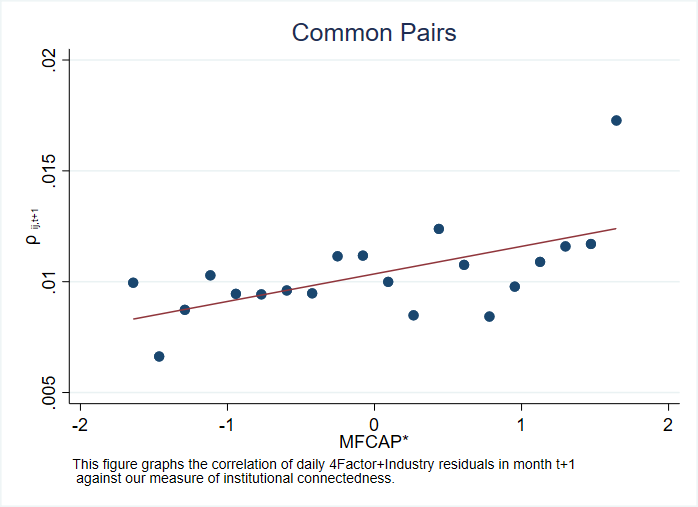 Common Pairs
.02
.015
.01
.005
ρ ij,t+1
-2 -1 0 1 2
MFCAP*
This figure graphs the correlation of daily 4Factor+Industry residuals in month t+1
against our measure of institutional connectedness.